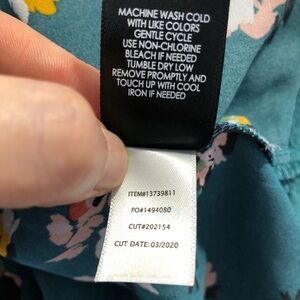 MACHINE WASH COLD
WITH LIKE COLORS
GENTLE CYCLE
USE NON-CHLORINE
BLEACH IF NEEDED
TUMBLE DRY LOW
REMOVE PROMPTLY AND
TOUCH UP WITH COOL
IRON IF NEEDED
ITEM#13739811
PO#1494080
CUT#202154
CUT DATE:03/2020